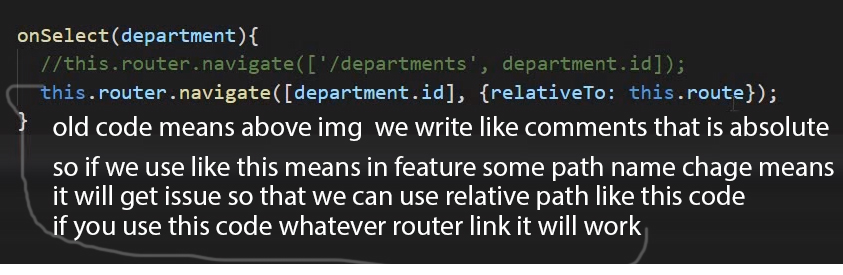 onSelect(department){
//this.router.navigate(['/departments', department.id]);
this.router.navigate([department.id], {relativeTo: this.route});
}
old code means above img we write like comments that is absolute
so if we use like this means in feature some path name chage means
it will get issue so that we can use relative path like this code
if you use this code whatever router link it will work